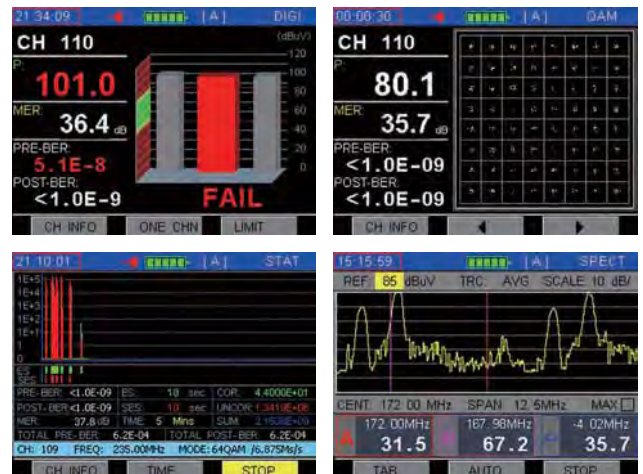 21:34:09 [A] DIGI
CH 110
(dBuV)
P:
101.0
MER:
36.4 dB
PRE-BER:
5.1E-8
POST-BER:
<1.0E-9
120
100
80
60
40
20
0
FAIL
CH INFO ONE CHN LIMIT
00:00:30 [A] QAM
CH 110
P:
80.1
MER:
35.7 dB
PRE-BER:
<1.0E-09
POST-BER:
<1.0E-09
CH INFO
21:10:01 [A] STAT
1E+5
1E+4
1E+3
1E+2
1E+1
1
0
ES
SES
PRE- BER: <1.0E-09 ES: 10 sec COR: 4.4000E+01
POST-BER: <1.0E-09 SES: 10 sec UNCOR:
MER: 37.8 dB TIME: 5 Mins SUM:
TOTAL PRE-BER: 6.2E-04 TOTAL POST-BER: 6.2E-04
CH: 109 FREQ: 235.00MHz MODE: 64QAM /6.875Ms/s
CH INFO TIME STOP
15:15:59 [A] SPECT
REF: 85 dBuV TRC: AVG SCALE: 10 dB/
CENT: 172.00 MHz SPAN: 12.5MHz MAX
172.00MHz 167.98MHz -4.02MHz
A 31.5 67.2 35.7
TAB AUTO STOP